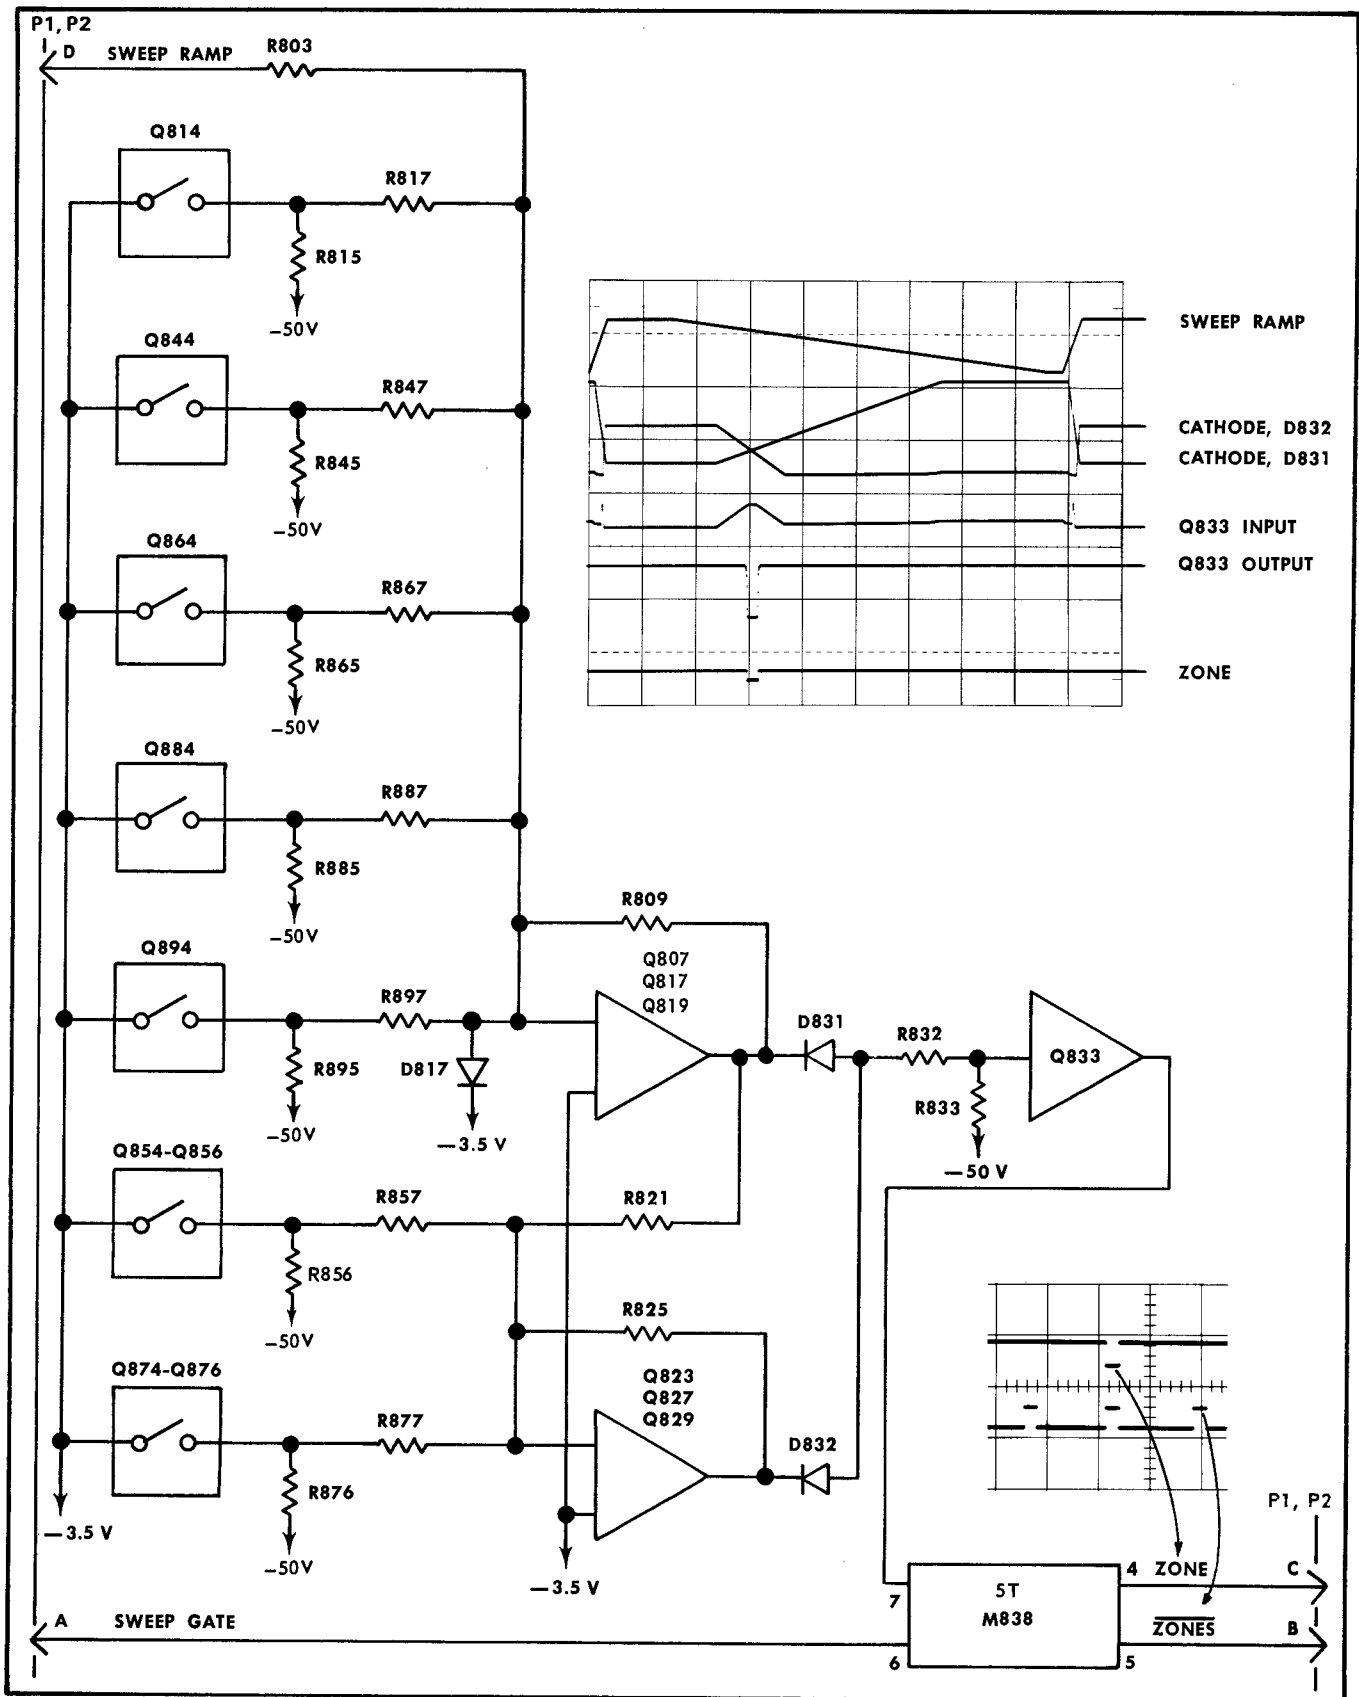 P1, P2
D SWEEP RAMP R803
Q814
R817
R815
−50V
Q844
R847
R845
−50V
Q864
R867
R865
−50V
Q884
R887
R885
−50V
Q894
R897
R895
−50V
D817
−3.5 V
Q854-Q856
R857
R856
−50V
Q874-Q876
R877
R876
−50V
−3.5 V
R809
Q807
Q817
Q819
R821
R825
Q823
Q827
Q829
−3.5 V
D831
D832
R832
R833
−50 V
Q833
SWEEP RAMP
CATHODE, D832
CATHODE, D831
Q833 INPUT
Q833 OUTPUT
ZONE
P1, P2
7
5T
M838
4 ZONE C
A SWEEP GATE
6
5
ZONES B